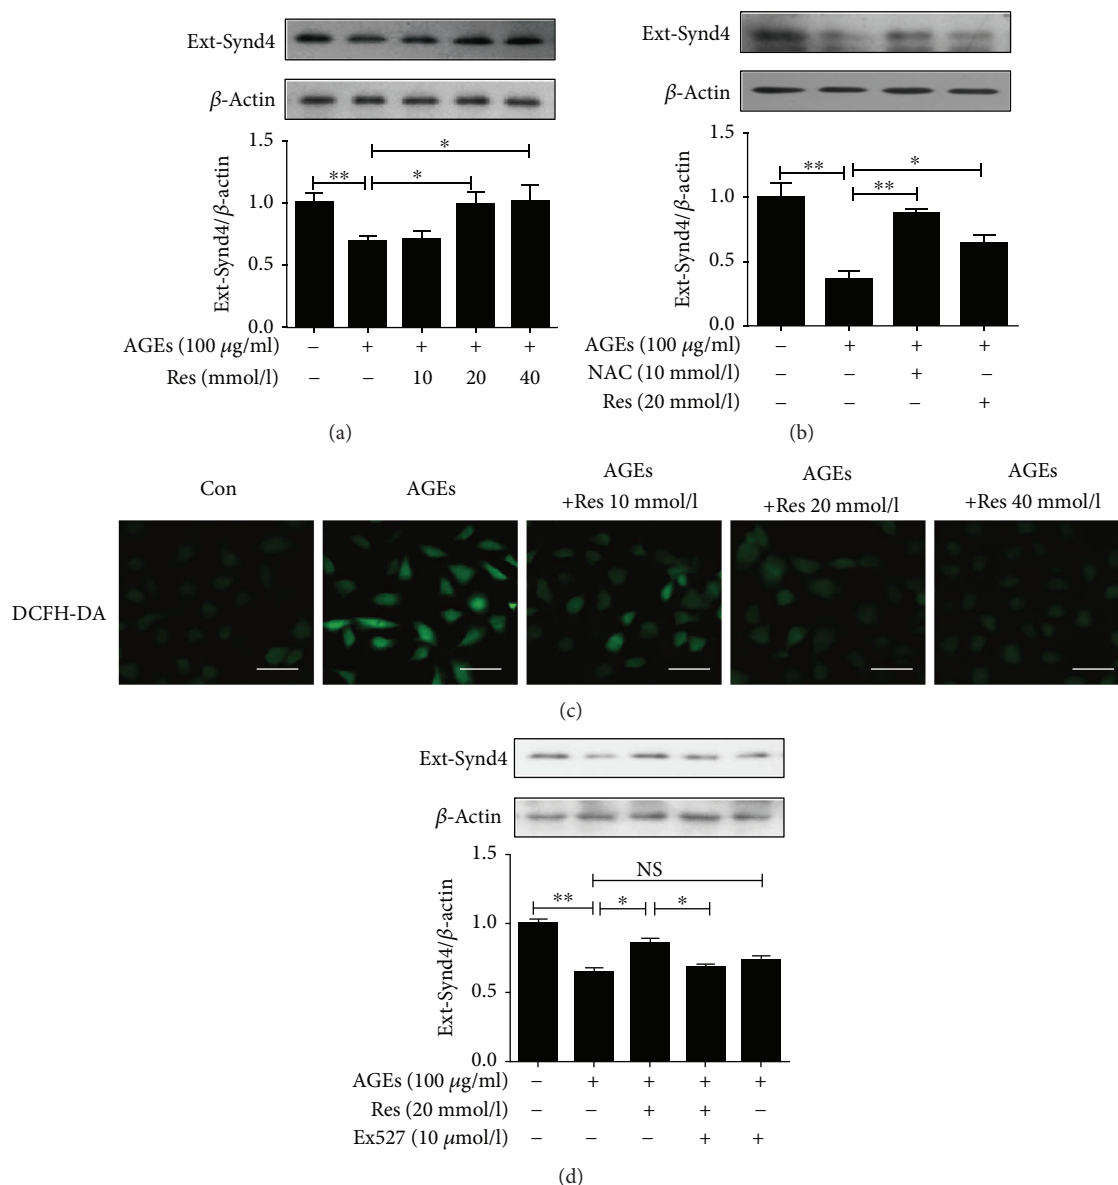 Ext-Synd4
β-Actin
Ext-Synd4/β-actin
1.5
1.0
0.5
0.0
**
*
*
AGEs (100 μg/ml) – + + + +
Res (mmol/l) – – 10 20 40
(a)
Ext-Synd4
β-Actin
Ext-Synd4/β-actin
1.5
1.0
0.5
0.0
**
**
*
AGEs (100 μg/ml) – + + +
NAC (10 mmol/l) – – + –
Res (20 mmol/l) – – – +
(b)
Con
AGEs
AGEs
+Res 10 mmol/l
AGEs
+Res 20 mmol/l
AGEs
+Res 40 mmol/l
DCFH-DA
(c)
Ext-Synd4
β-Actin
Ext-Synd4/β-actin
1.5
1.0
0.5
0.0
NS
**
*
*
AGEs (100 μg/ml) – + + + +
Res (20 mmol/l) – – + + –
Ex527 (10 μmol/l) – – – + +
(d)